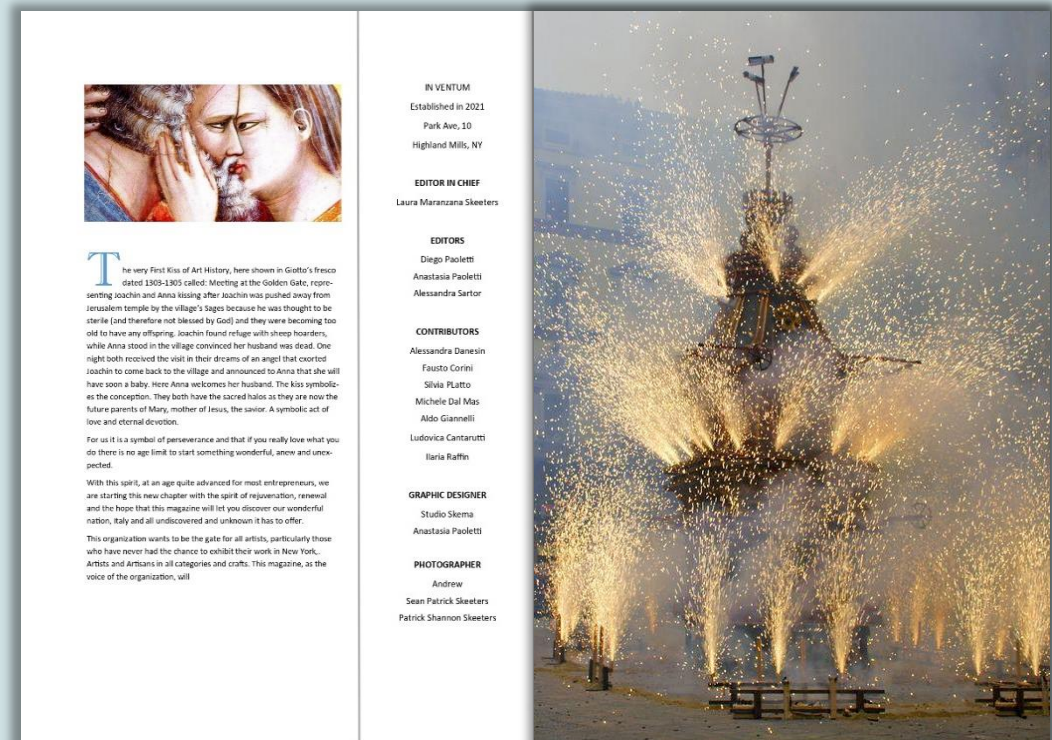 The very First Kiss of Art History, here shown in Giotto's fresco
dated 1303-1305 called: Meeting at the Golden Gate, repre-
senting Joachin and Anna kissing after Joachin was pushed away from
Jerusalem temple by the village's Sages because he was thought to be
sterile (and therefore not blessed by God) and they were becoming too
old to have any offspring. Joachin found refuge with sheep hoarders,
while Anna stood in the village convinced her husband was dead. One
night both received the visit in their dreams of an angel that exorted
Joachin to come back to the village and announced to Anna that she will
have soon a baby. Here Anna welcomes her husband. The kiss symboliz-
es the conception. They both have the sacred halos as they are now the
future parents of Mary, mother of Jesus, the savior. A symbolic act of
love and eternal devotion.
For us it is a symbol of perseverance and that if you really love what you
do there is no age limit to start something wonderful, anew and unex-
pected.
With this spirit, at an age quite advanced for most entrepreneurs, we
are starting this new chapter with the spirit of rejuvenation, renewal
and the hope that this magazine will let you discover our wonderful
nation, Italy and all undiscovered and unknown it has to offer.
This organization wants to be the gate for all artists, particularly those
who have never had the chance to exhibit their work in New York,.
Artists and Artisans in all categories and crafts. This magazine, as the
voice of the organization, will
IN VENTUM
Established in 2021
Park Ave, 10
Highland Mills, NY
EDITOR IN CHIEF
Laura Maranzana Skeeters
EDITORS
Diego Paoletti
Anastasia Paoletti
Alessandra Sartor
CONTRIBUTORS
Alessandra Danesin
Fausto Corini
Silvia PLatto
Michele Dal Mas
Aldo Giannelli
Ludovica Cantarutti
Ilaria Raffin
GRAPHIC DESIGNER
Studio Skema
Anastasia Paoletti
PHOTOGRAPHER
Andrew
Sean Patrick Skeeters
Patrick Shannon Skeeters